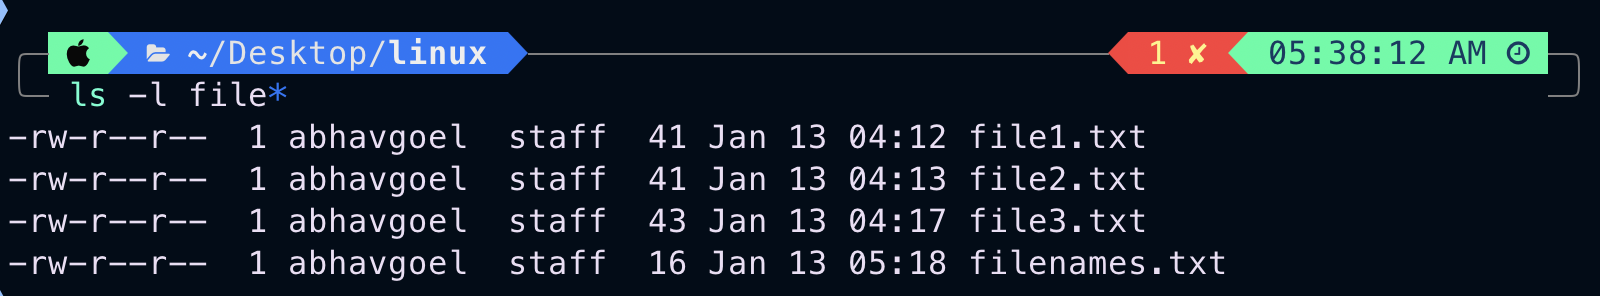 ~/Desktop/linux 1 ✘ 05:38:12 AM
ls -l file*
-rw-r--r-- 1 abhavgoel staff 41 Jan 13 04:12 file1.txt
-rw-r--r-- 1 abhavgoel staff 41 Jan 13 04:13 file2.txt
-rw-r--r-- 1 abhavgoel staff 43 Jan 13 04:17 file3.txt
-rw-r--r-- 1 abhavgoel staff 16 Jan 13 05:18 filenames.txt